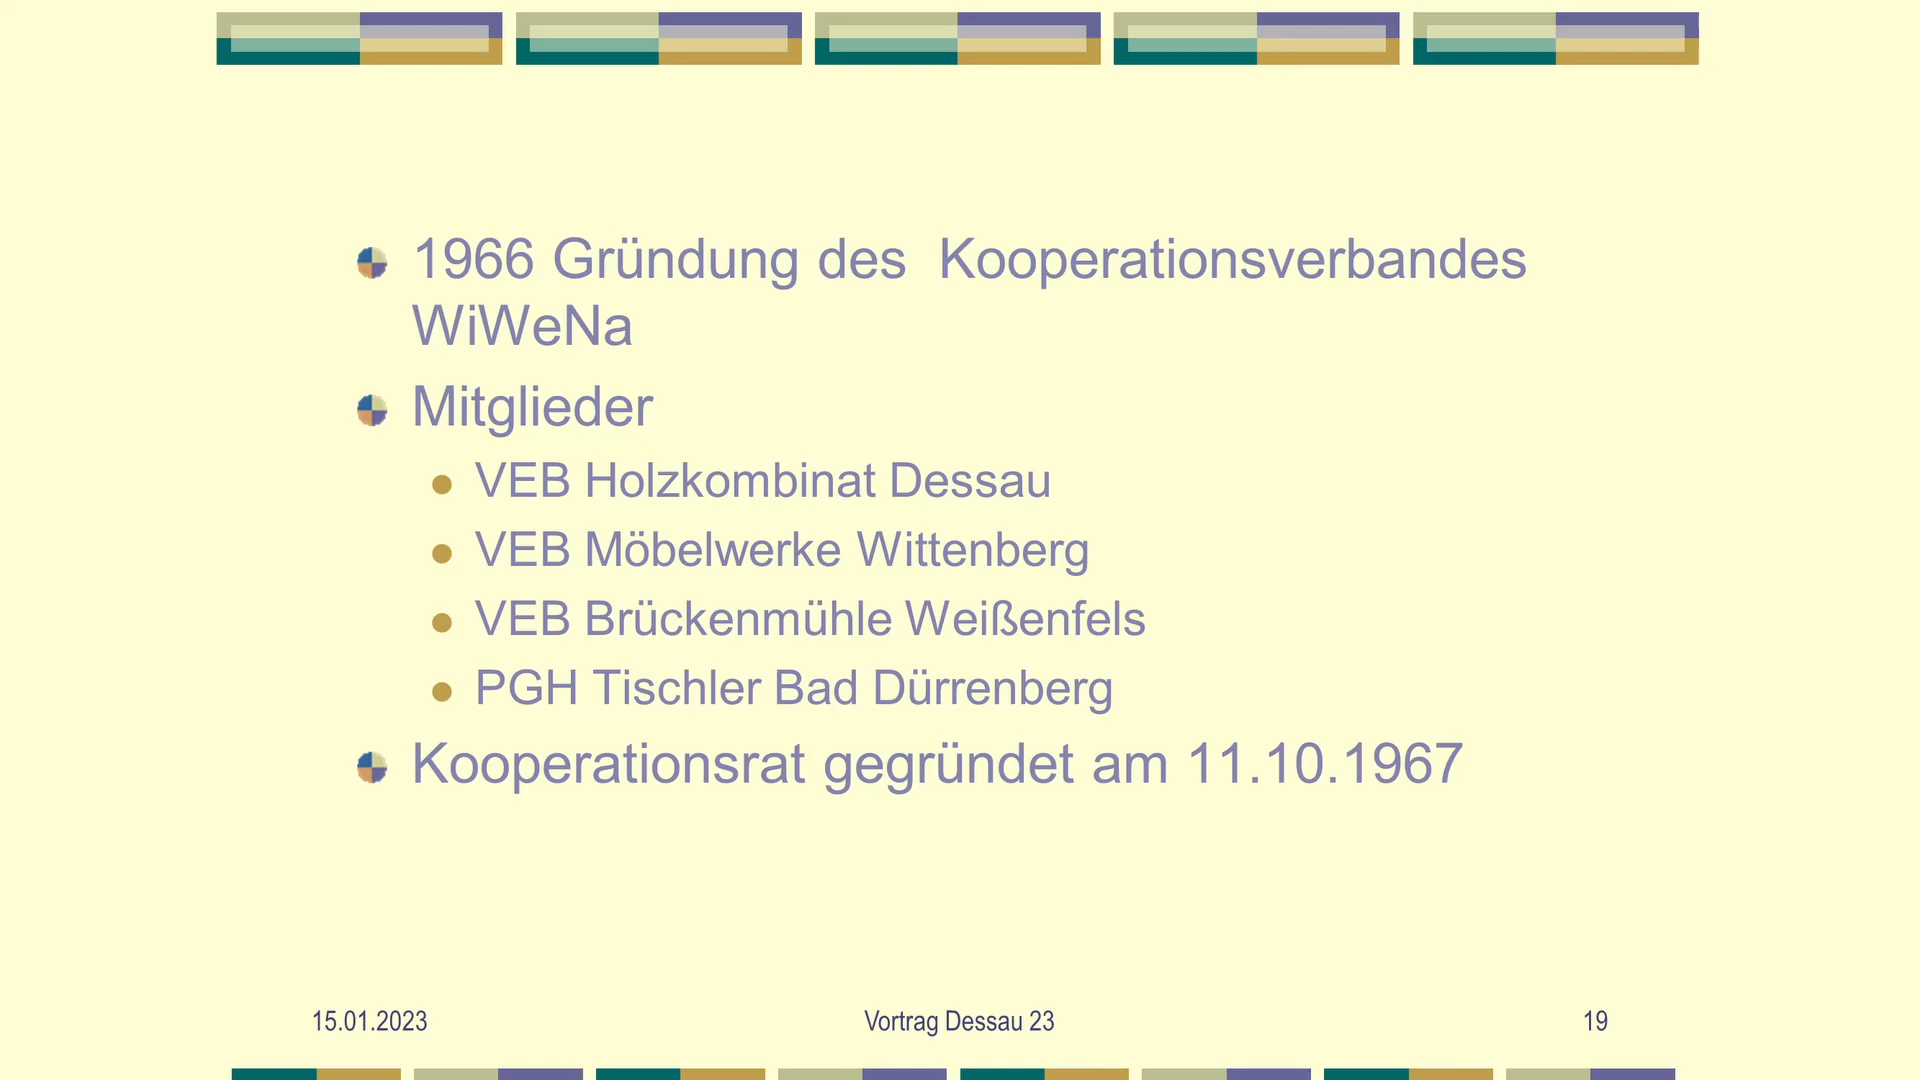 1966 Gründung des  Kooperationsverbandes
WiWeNa
Mitglieder
VEB Holzkombinat Dessau
VEB Möbelwerke Wittenberg
VEB Brückenmühle Weißenfels
PGH Tischler Bad Dürrenberg
Kooperationsrat gegründet am 11.10.1967
15.01.2023
Vortrag Dessau 23
19